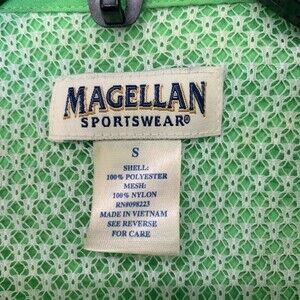 MAGELLAN
SPORTSWEAR®
S
SHELL:
100% POLYESTER
MESH:
100% NYLON
RN#098223
MADE IN VIETNAM
SEE REVERSE
FOR CARE